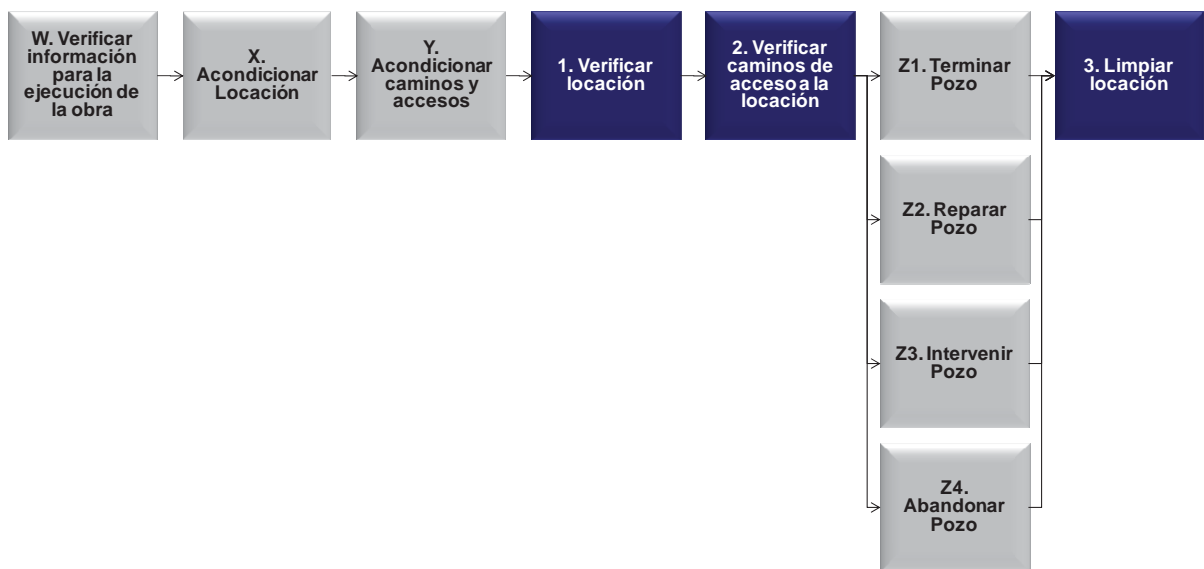 W. Verificar
información
para la
ejecución de
la obra
X.
Acondicionar
Locación
Y.
Acondicionar
caminos y
accesos
1. Verificar
locación
2. Verificar
caminos de
acceso a la
locación
Z1. Terminar
Pozo
3. Limpiar
locación
Z2. Reparar
Pozo
Z3. Intervenir
Pozo
Z4.
Abandonar
Pozo